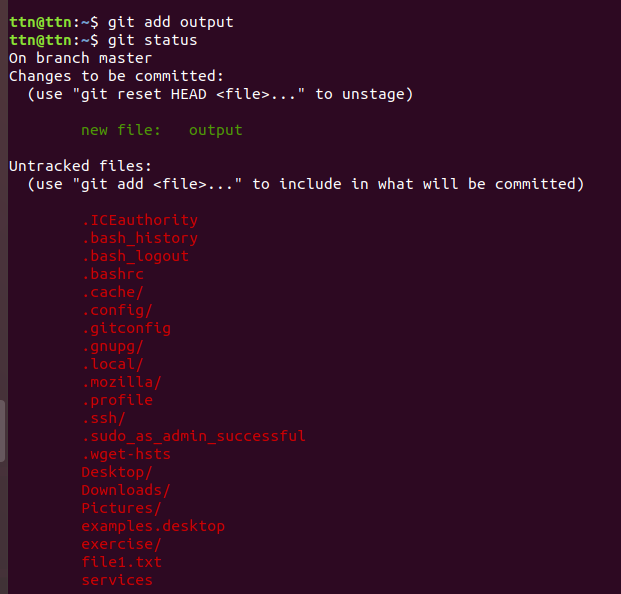 ttn@ttn:~$ git add output
ttn@ttn:~$ git status
On branch master
Changes to be committed:
  (use "git reset HEAD <file>..." to unstage)

        new file:   output

Untracked files:
  (use "git add <file>..." to include in what will be committed)

        .ICEauthority
        .bash_history
        .bash_logout
        .bashrc
        .cache/
        .config/
        .gitconfig
        .gnupg/
        .local/
        .mozilla/
        .profile
        .ssh/
        .sudo_as_admin_successful
        .wget-hsts
        Desktop/
        Downloads/
        Pictures/
        examples.desktop
        exercise/
        file1.txt
        services